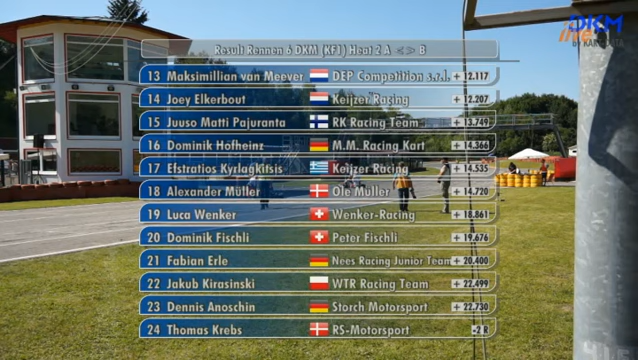 DKM
live
by KART-DATA
Result Rennen 6 DKM (KF1) Heat 2 A <-> B
13 Maksimillian van Meever DEP Competition s.r.l. + 12.117
14 Joey Elkerbout Keijzer Racing + 12.207
15 Juuso Matti Pajuranta RK Racing Team + 13.749
16 Dominik Hofheinz M.M. Racing Kart + 14.366
17 Efstratios Kyrlagkitsis Keijzer Racing + 14.535
18 Alexander Müller Ole Müller + 14.720
19 Luca Wenker Wenker-Racing + 18.861
20 Dominik Fischli Peter Fischli + 19.676
21 Fabian Erle Nees Racing Junior Team + 20.400
22 Jakub Kirasinski WTR Racing Team + 22.499
23 Dennis Anoschin Storch Motorsport + 22.730
24 Thomas Krebs RS-Motorsport -2 R